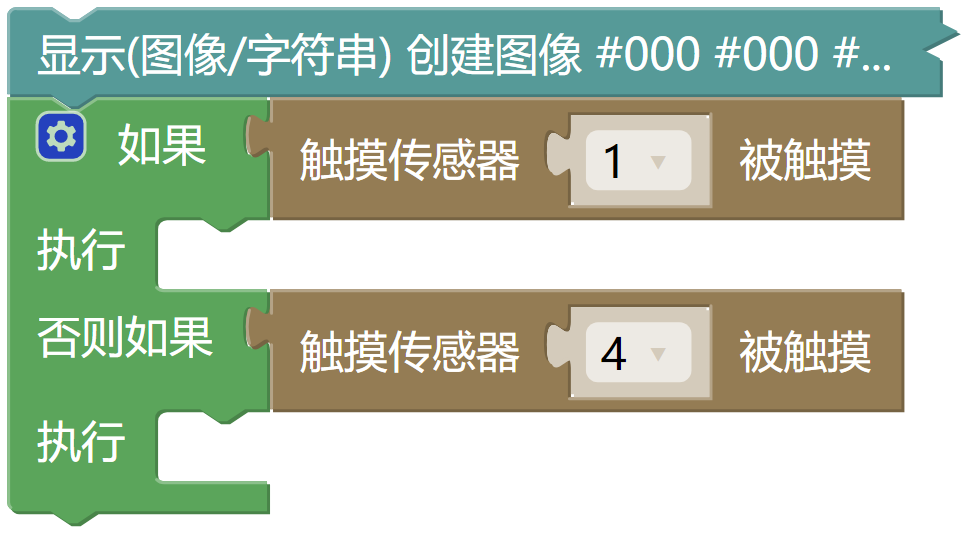 显示(图像/字符串) 创建图像 #000 #000 #...
如果 触摸传感器 1 被触摸
执行
否则如果 触摸传感器 4 被触摸
执行